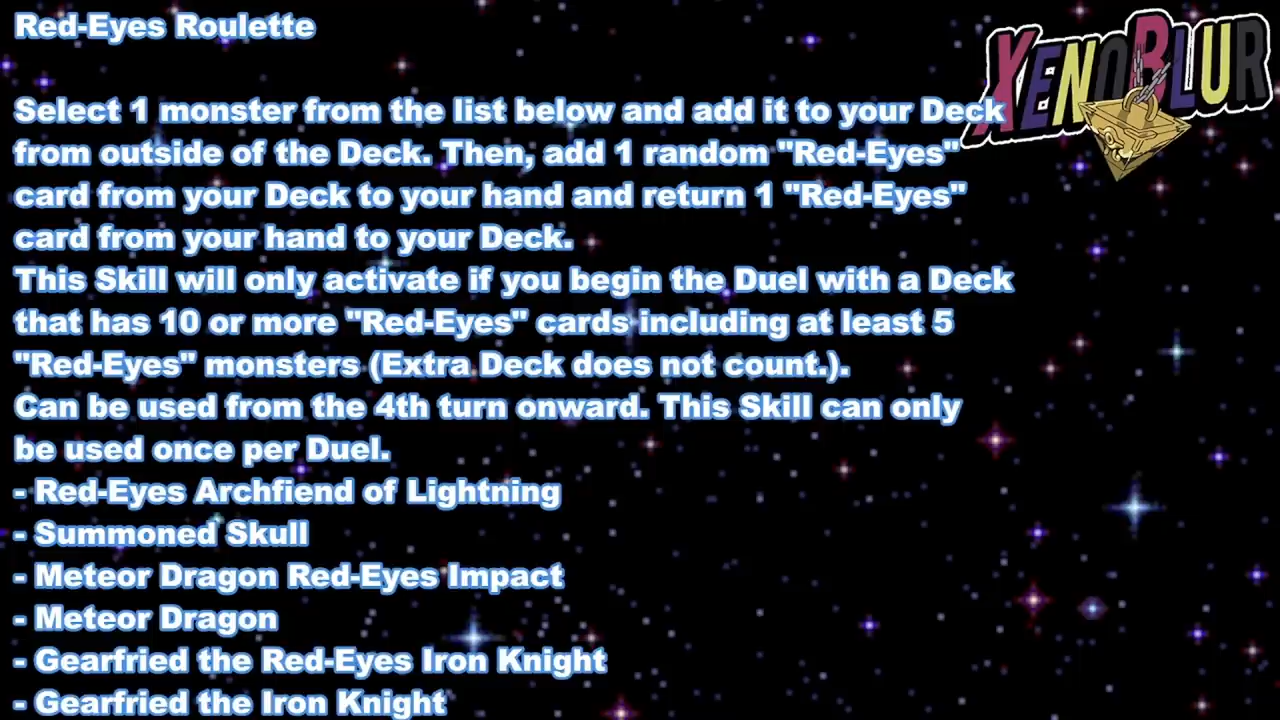 Red-Eyes Roulette
XENOBLUR
Select 1 monster from the list below and add it to your Deck
from outside of the Deck. Then, add 1 random "Red-Eyes"
card from your Deck to your hand and return 1 "Red-Eyes"
card from your hand to your Deck.
This Skill will only activate if you begin the Duel with a Deck
that has 10 or more "Red-Eyes" cards including at least 5
"Red-Eyes" monsters (Extra Deck does not count.).
Can be used from the 4th turn onward. This Skill can only
be used once per Duel.
- Red-Eyes Archfiend of Lightning
- Summoned Skull
- Meteor Dragon Red-Eyes Impact
- Meteor Dragon
- Gearfried the Red-Eyes Iron Knight
- Gearfried the Iron Knight